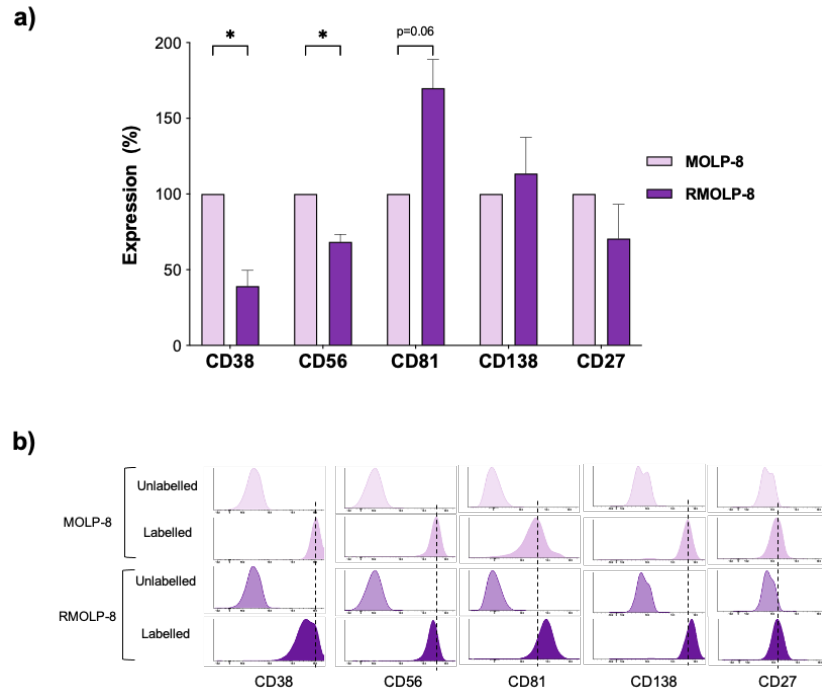 a)
200
150
100
50
0
Expression (%)
*
*
p=0.06
CD38
CD56
CD81
CD138
CD27
MOLP-8
RMOLP-8
b)
MOLP-8
Unlabelled
Labelled
RMOLP-8
Unlabelled
Labelled
CD38
CD56
CD81
CD138
CD27